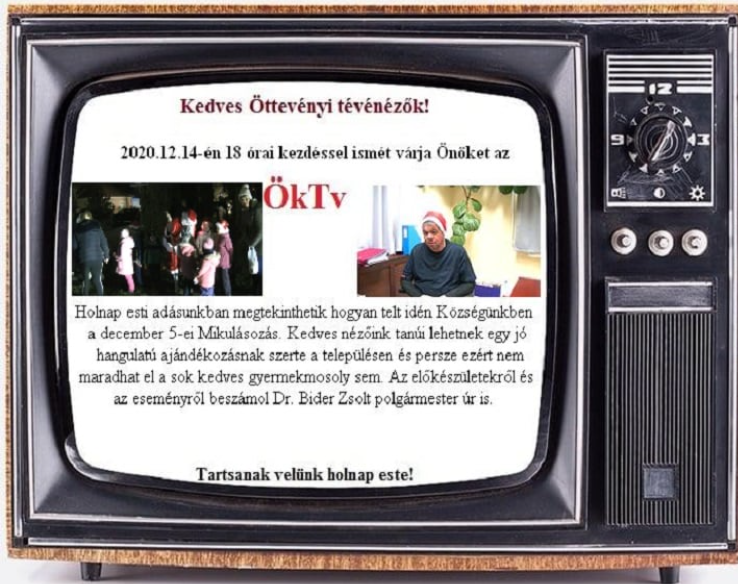 Kedves Öttevényi tévénézők!
2020.12.14-én 18 órai kezdéssel ismét várja Önöket az
ÖkTv
Holnap esti adásunkban megtekinthetik hogyan telt idén Községünkben
a december 5-ei Mikulásozás. Kedves nézőink tanúi lehetnek egy jó
hangulatú ajándékozásnak szerte a településen és persze ezért nem
maradhat el a sok kedves gyermekmosoly sem. Az előkészületekről és
az eseményről beszámol Dr. Bider Zsolt polgármester úr is.
Tartsanak velünk holnap este!
12
9
3
6